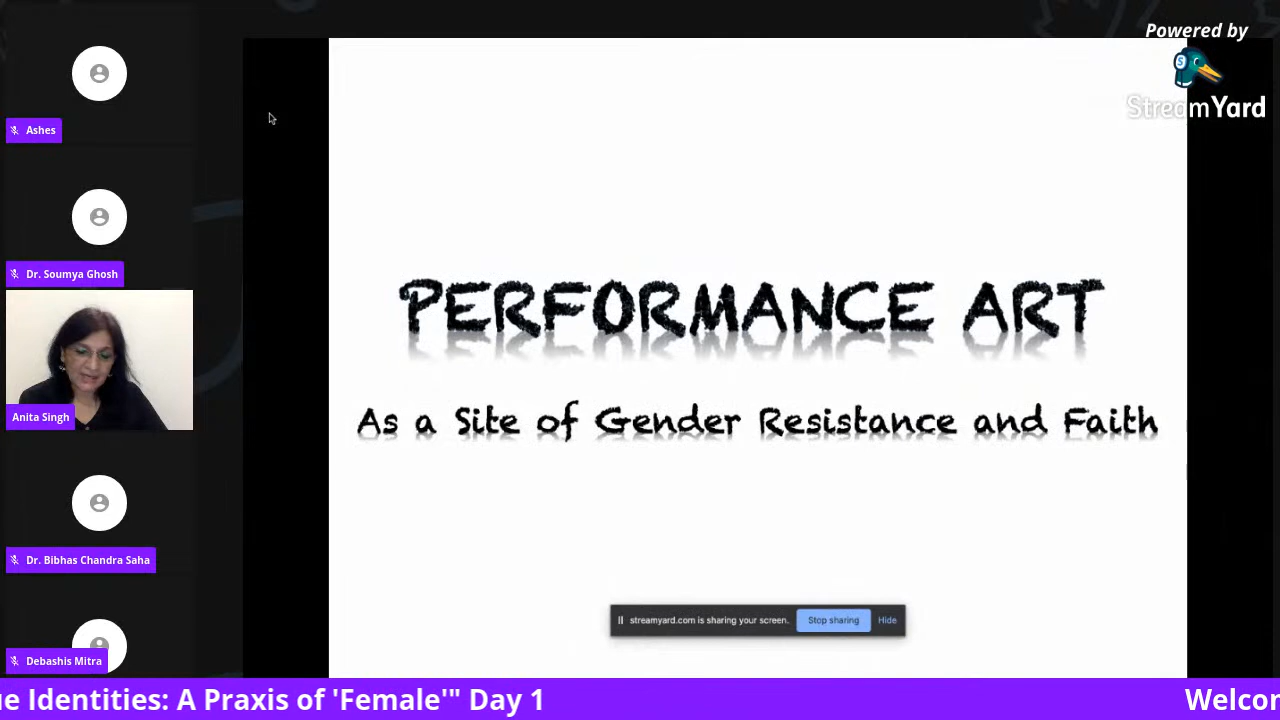 Powered by
StreamYard
Ashes
Dr. Soumya Ghosh
Anita Singh
Dr. Bibhas Chandra Saha
Debashis Mitra
PERFORMANCE ART
As a Site of Gender Resistance and Faith
streamyard.com is sharing your screen. Stop sharing Hide
Identities: A Praxis of 'Female'" Day 1